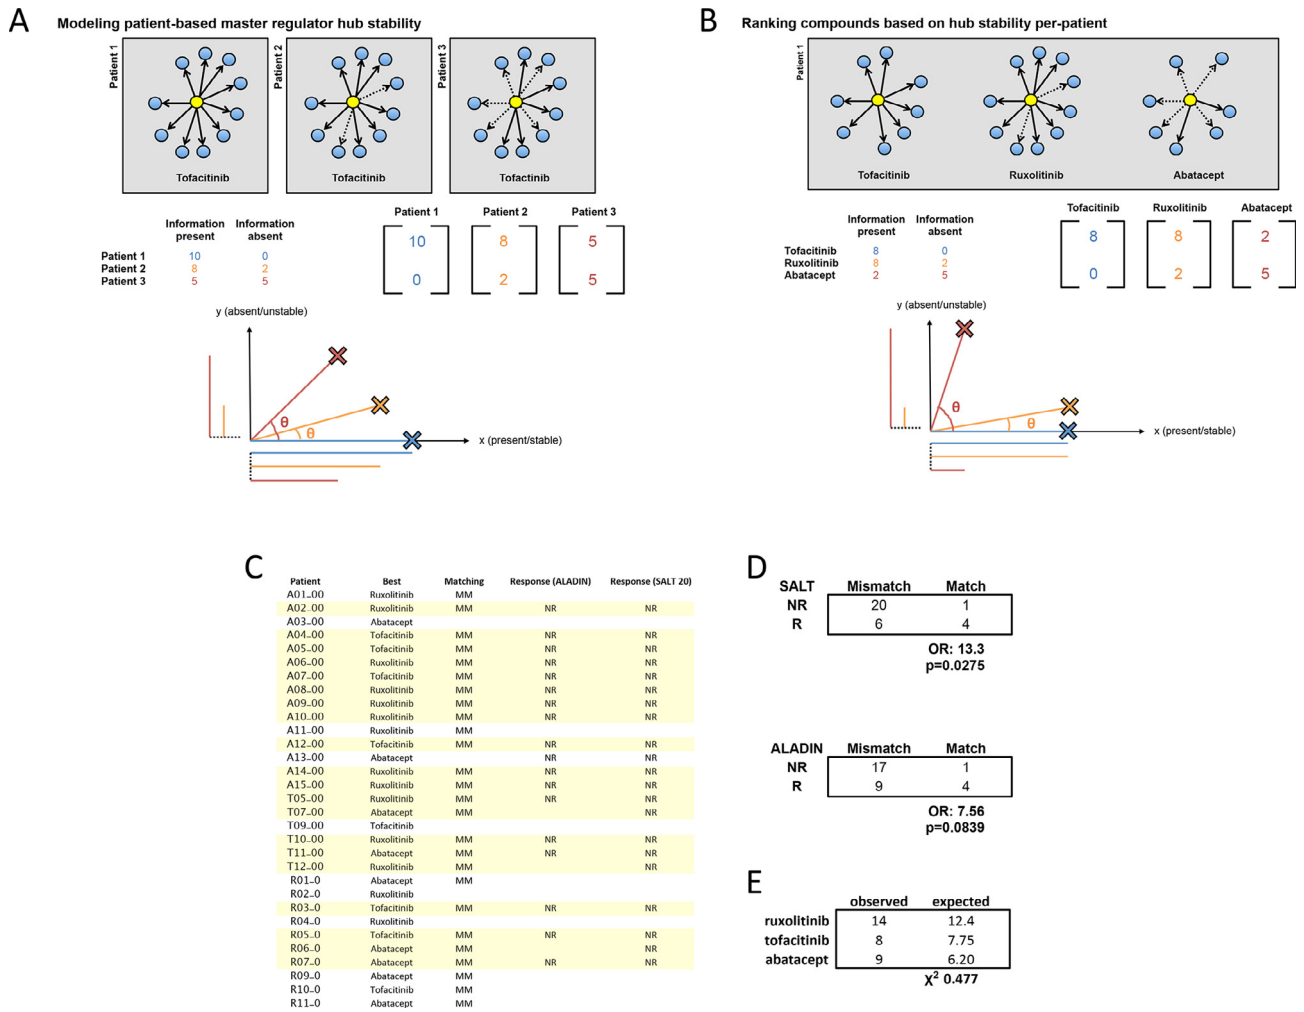 A Modeling patient-based master regulator hub stability
Patient 1
Patient 2
Patient 3
Tofacitinib
Tofacitinib
Tofactinib
Information present Information absent
Patient 1 10 0
Patient 2 8 2
Patient 3 5 5
Patient 1 Patient 2 Patient 3
10 8 5
0 2 5
y (absent/unstable)
θ
θ
x (present/stable)
B Ranking compounds based on hub stability per-patient
Patient 1
Tofacitinib Ruxolitinib Abatacept
Information present Information absent
Tofacitinib 8 0
Ruxolitinib 8 2
Abatacept 2 5
Tofacitinib Ruxolitinib Abatacept
8 8 2
0 2 5
y (absent/unstable)
θ
θ
x (present/stable)
C
Patient Best Matching Response (ALADIN) Response (SALT 20)
A01_00 Ruxolitinib MM
A02_00 Ruxolitinib MM NR NR
A03_00 Abatacept
A04_00 Tofacitinib MM NR NR
A05_00 Tofacitinib MM NR NR
A06_00 Ruxolitinib MM NR NR
A07_00 Tofacitinib MM NR NR
A08_00 Ruxolitinib MM NR NR
A09_00 Ruxolitinib MM NR NR
A10_00 Ruxolitinib MM NR NR
A11_00 Ruxolitinib MM
A12_00 Tofacitinib MM NR NR
A13_00 Abatacept NR NR
A14_00 Ruxolitinib MM NR NR
A15_00 Ruxolitinib MM NR NR
T05_00 Ruxolitinib MM NR NR
T07_00 Abatacept MM NR
T09_00 Tofacitinib
T10_00 Ruxolitinib MM NR NR
T11_00 Abatacept MM NR NR
T12_00 Ruxolitinib MM NR
R01_0 Abatacept MM
R02_0 Ruxolitinib
R03_0 Tofacitinib MM NR NR
R04_0 Ruxolitinib
R05_0 Tofacitinib MM NR NR
R06_0 Abatacept MM NR
R07_0 Abatacept MM NR NR
R09_0 Abatacept MM
R10_0 Tofacitinib MM
R11_0 Abatacept MM
D
SALT Mismatch Match
NR 20 1
R 6 4
OR: 13.3
p=0.0275
ALADIN Mismatch Match
NR 17 1
R 9 4
OR: 7.56
p=0.0839
E
observed expected
ruxolitinib 14 12.4
tofacitinib 8 7.75
abatacept 9 6.20
X² 0.477